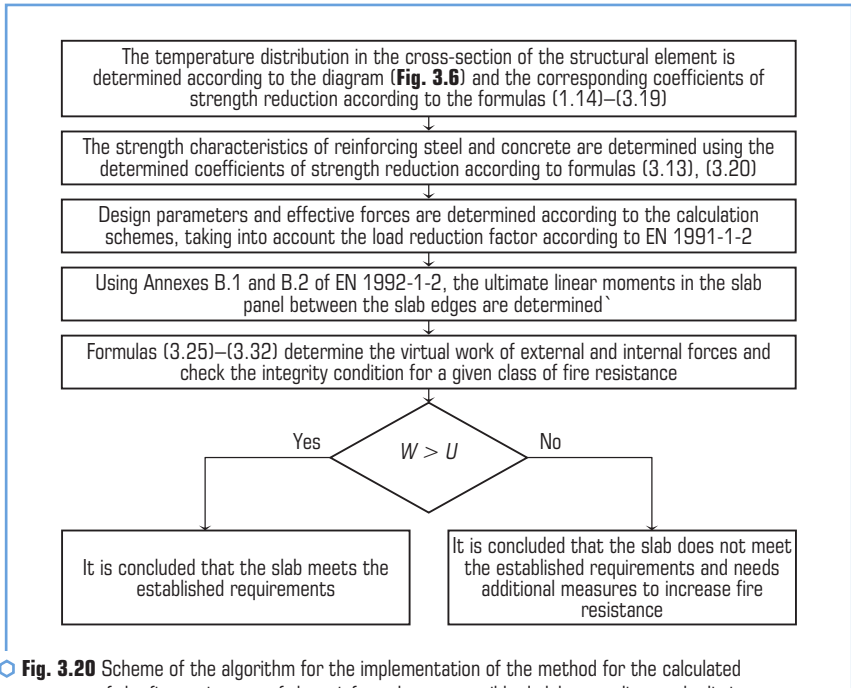 The temperature distribution in the cross-section of the structural element is
determined according to the diagram (Fig. 3.6) and the corresponding coefficients of
strength reduction according to the formulas (1.14)–(3.19)
The strength characteristics of reinforcing steel and concrete are determined using the
determined coefficients of strength reduction according to formulas (3.13), (3.20)
Design parameters and effective forces are determined according to the calculation
schemes, taking into account the load reduction factor according to EN 1991-1-2
Using Annexes B.1 and B.2 of EN 1992-1-2, the ultimate linear moments in the slab
panel between the slab edges are determined`
Formulas (3.25)–(3.32) determine the virtual work of external and internal forces and
check the integrity condition for a given class of fire resistance
Yes
W > U
No
It is concluded that the slab meets the
established requirements
It is concluded that the slab does not meet
the established requirements and needs
additional measures to increase fire
resistance
Fig. 3.20 Scheme of the algorithm for the implementation of the method for the calculated